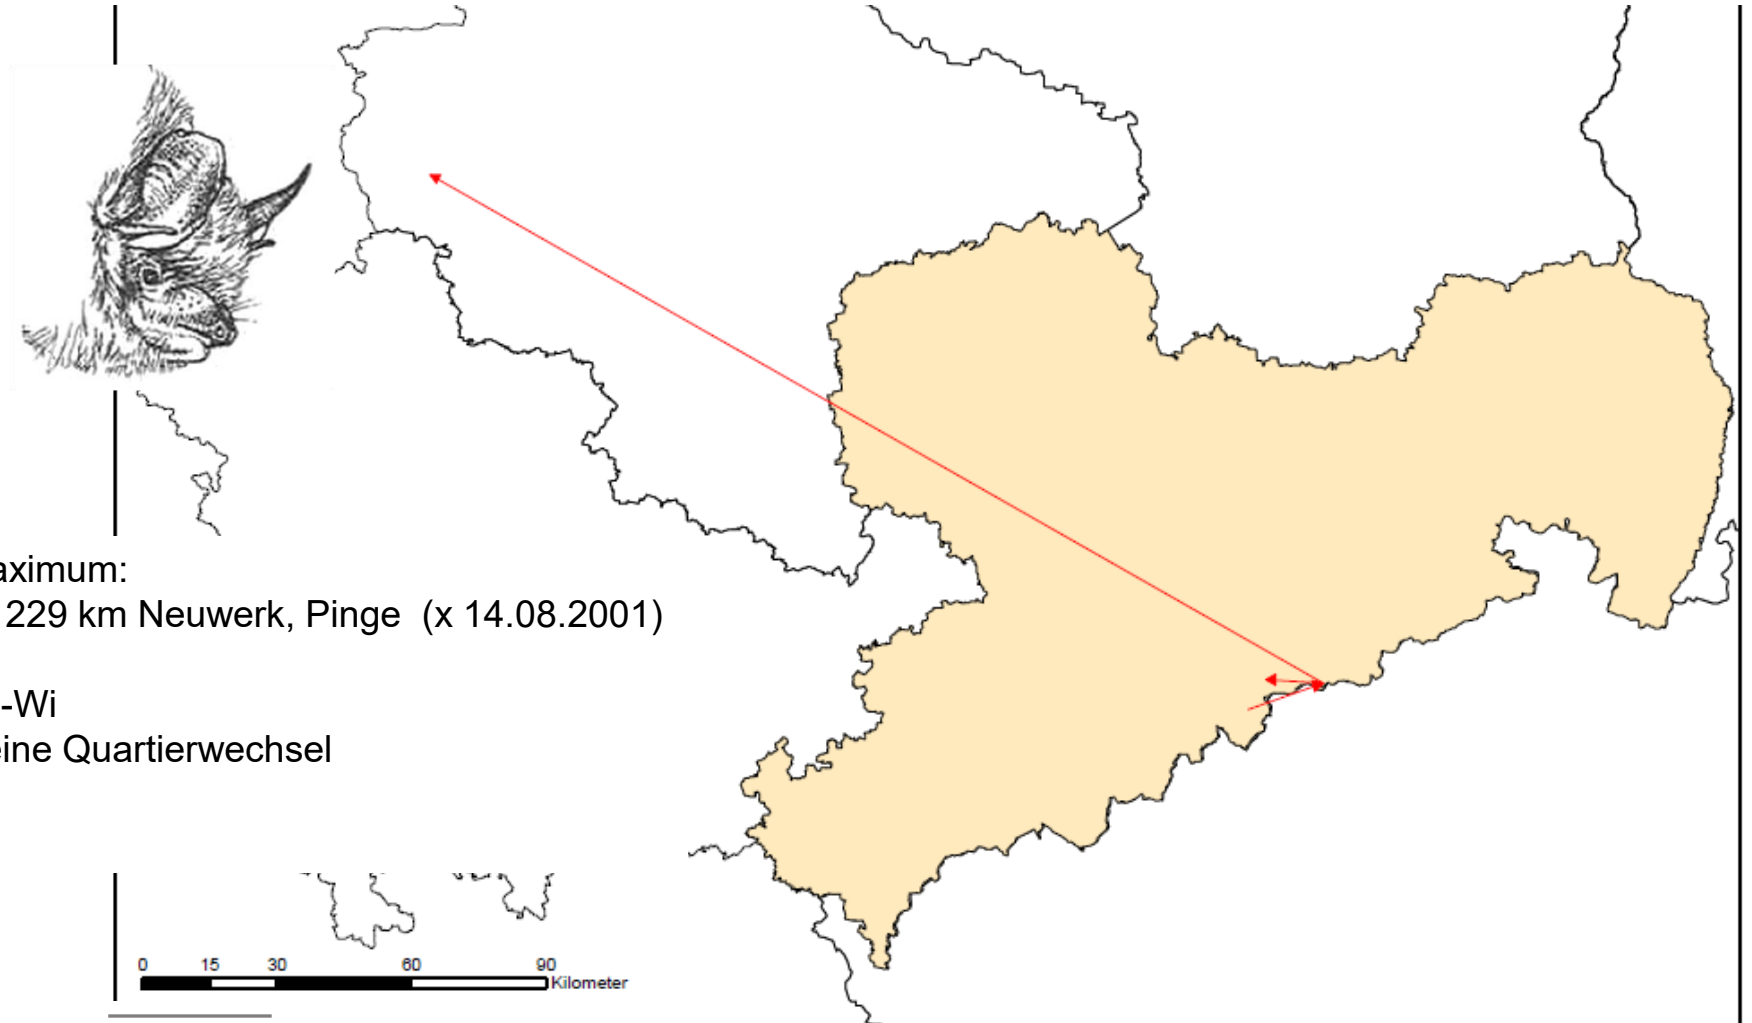 aximum:
229 km Neuwerk, Pinge (x 14.08.2001)
-Wi
eine Quartierwechsel
0 15 30 60 90
Kilometer